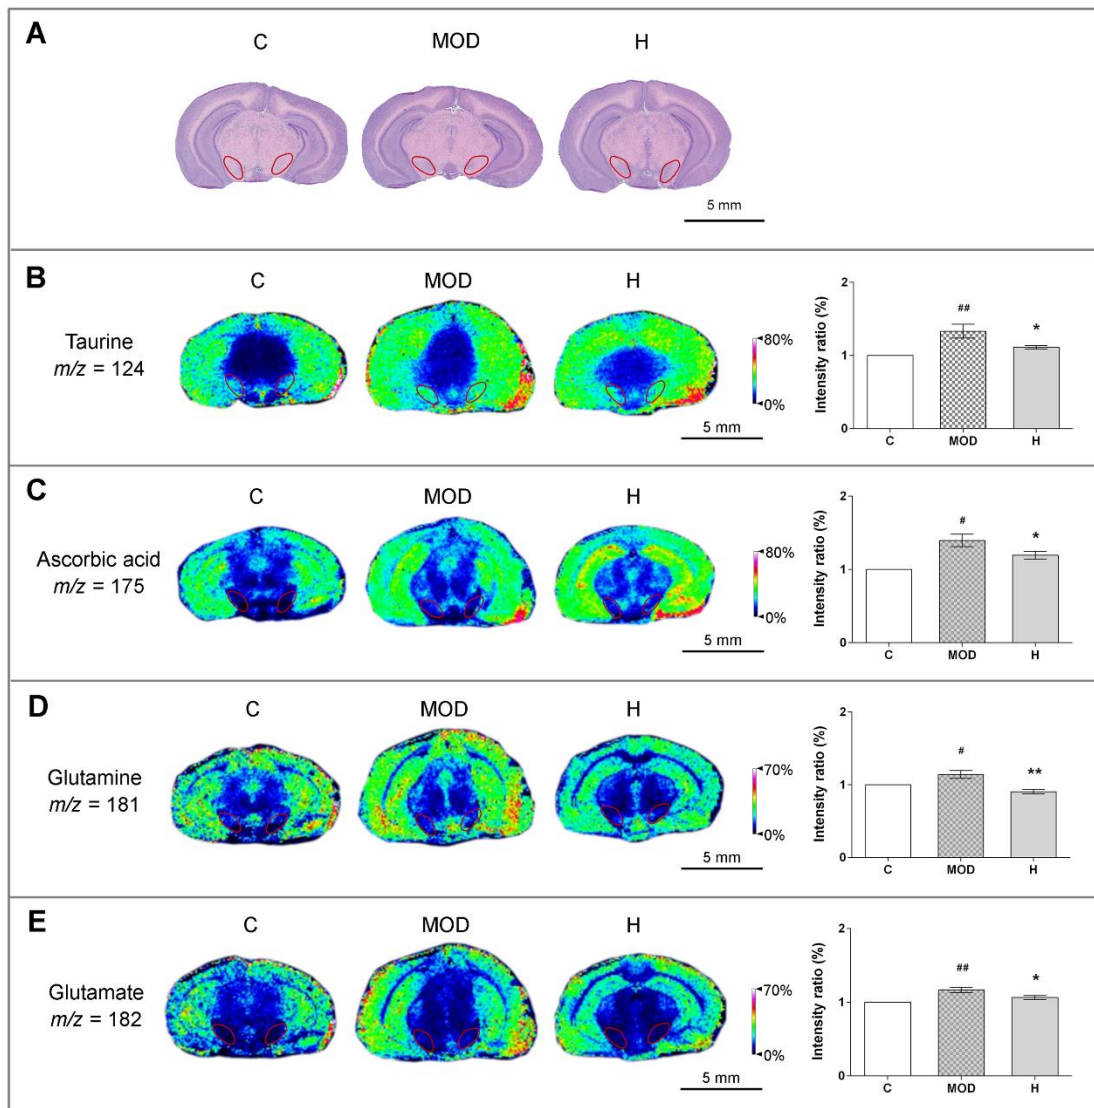 A
C
MOD
H
5 mm
B
C
MOD
H
Taurine
m/z = 124
80%
0%
5 mm
Intensity ratio (%)
2
1
0
##
*
C
MOD
H
C
C
MOD
H
Ascorbic acid
m/z = 175
80%
0%
5 mm
Intensity ratio (%)
2
1
0
#
*
C
MOD
H
D
C
MOD
H
Glutamine
m/z = 181
70%
0%
5 mm
Intensity ratio (%)
2
1
0
#
**
C
MOD
H
E
C
MOD
H
Glutamate
m/z = 182
70%
0%
5 mm
Intensity ratio (%)
2
1
0
##
*
C
MOD
H